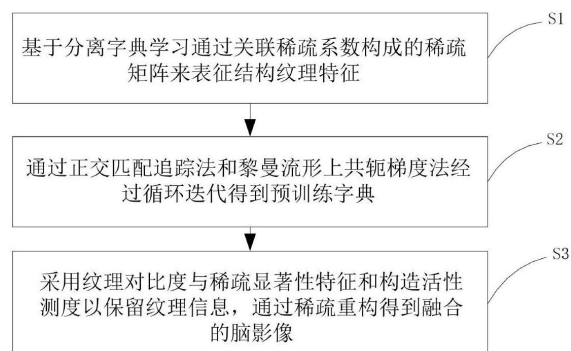 S1
基于分离字典学习通过关联稀疏系数构成的稀疏
矩阵来表征结构纹理特征
S2
通过正交匹配追踪法和黎曼流形上共轭梯度法经
过循环迭代得到预训练字典
S3
采用纹理对比度与稀疏显著性特征和构造活性
测度以保留纹理信息，通过稀疏重构得到融合
的脑影像